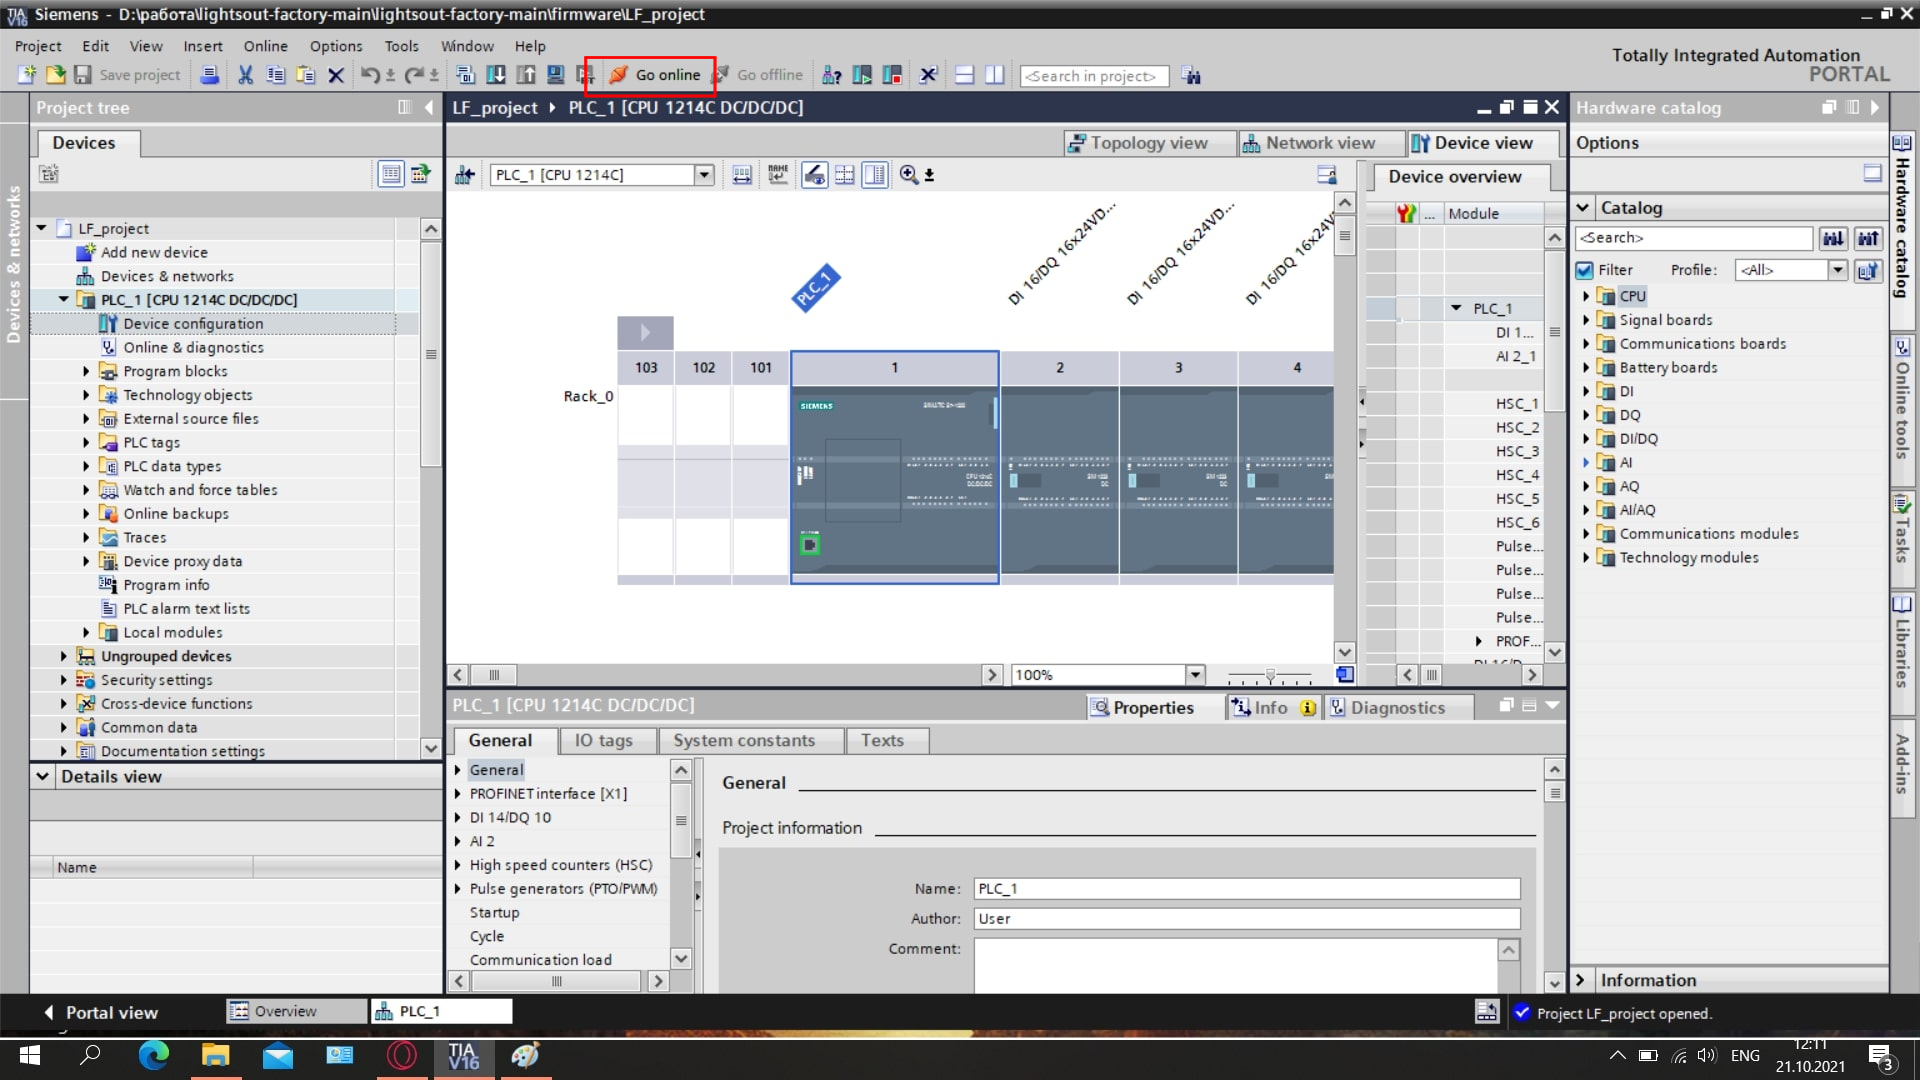 Siemens - D:\работа\lightsout-factory-main\lightsout-factory-main\firmware\LF_project
Project Edit View Insert Online Options Tools Window Help
Totally Integrated Automation
PORTAL
Save project
Go online
Go offline
<Search in project>
Project tree
LF_project PLC_1 [CPU 1214C DC/DC/DC]
Hardware catalog
Devices
Topology view
Network view
Device view
Options
PLC_1 [CPU 1214C]
Device overview
... Module
LF_project
Add new device
Devices & networks
PLC_1 [CPU 1214C DC/DC/DC]
Device configuration
Online & diagnostics
Program blocks
Technology objects
External source files
PLC tags
PLC data types
Watch and force tables
Online backups
Traces
Device proxy data
Program info
PLC alarm text lists
Local modules
Ungrouped devices
Security settings
Cross-device functions
Common data
Documentation settings
Details view
Name
PLC_1
DI 16/DQ 16x24VD...
DI 16/DQ 16x24VD...
DI 16/DQ 16x24V
103 102 101 1 2 3 4
Rack_0
SIEMENS
100%
PLC_1
DI 1...
AI 2_1
HSC_1
HSC_2
HSC_3
HSC_4
HSC_5
HSC_6
Pulse...
Pulse...
Pulse...
Pulse...
PROF...
Catalog
<Search>
Filter Profile: <All>
CPU
Signal boards
Communications boards
Battery boards
DI
DQ
DI/DQ
AI
AQ
AI/AQ
Communications modules
Technology modules
Information
Devices & networks
Hardware catalog
Online tools
Tasks
Libraries
Add-ins
PLC_1 [CPU 1214C DC/DC/DC]
Properties
Info
Diagnostics
General IO tags System constants Texts
General
PROFINET interface [X1]
DI 14/DQ 10
AI 2
High speed counters (HSC)
Pulse generators (PTO/PWM)
Startup
Cycle
Communication load
General
Project information
Name: PLC_1
Author: User
Comment:
Portal view
Overview
PLC_1
Project LF_project opened.
TIA
V16
ENG
12:11
21.10.2021
3